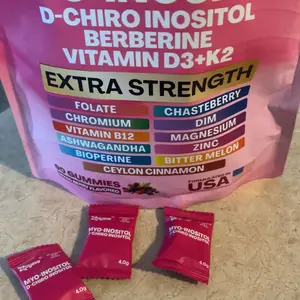 D-CHIRO INOSITOL
BERBERINE
VITAMIN D3+K2
EXTRA STRENGTH
FOLATE CHASTEBERRY
CHROMIUM DIM
VITAMIN B12 MAGNESIUM
ASHWAGANDHA ZINC
BIOPERINE BITTER MELON
CEYLON CINNAMON
GUMMIES
FLAVORED
USA
MYO-INOSITOL
D-CHIRO INOSITOL
4.0g
MYO-INOSITOL
D-CHIRO INOSITOL
4.0g
MYO-INOSITOL
D-CHIRO INOSITOL
4.0g